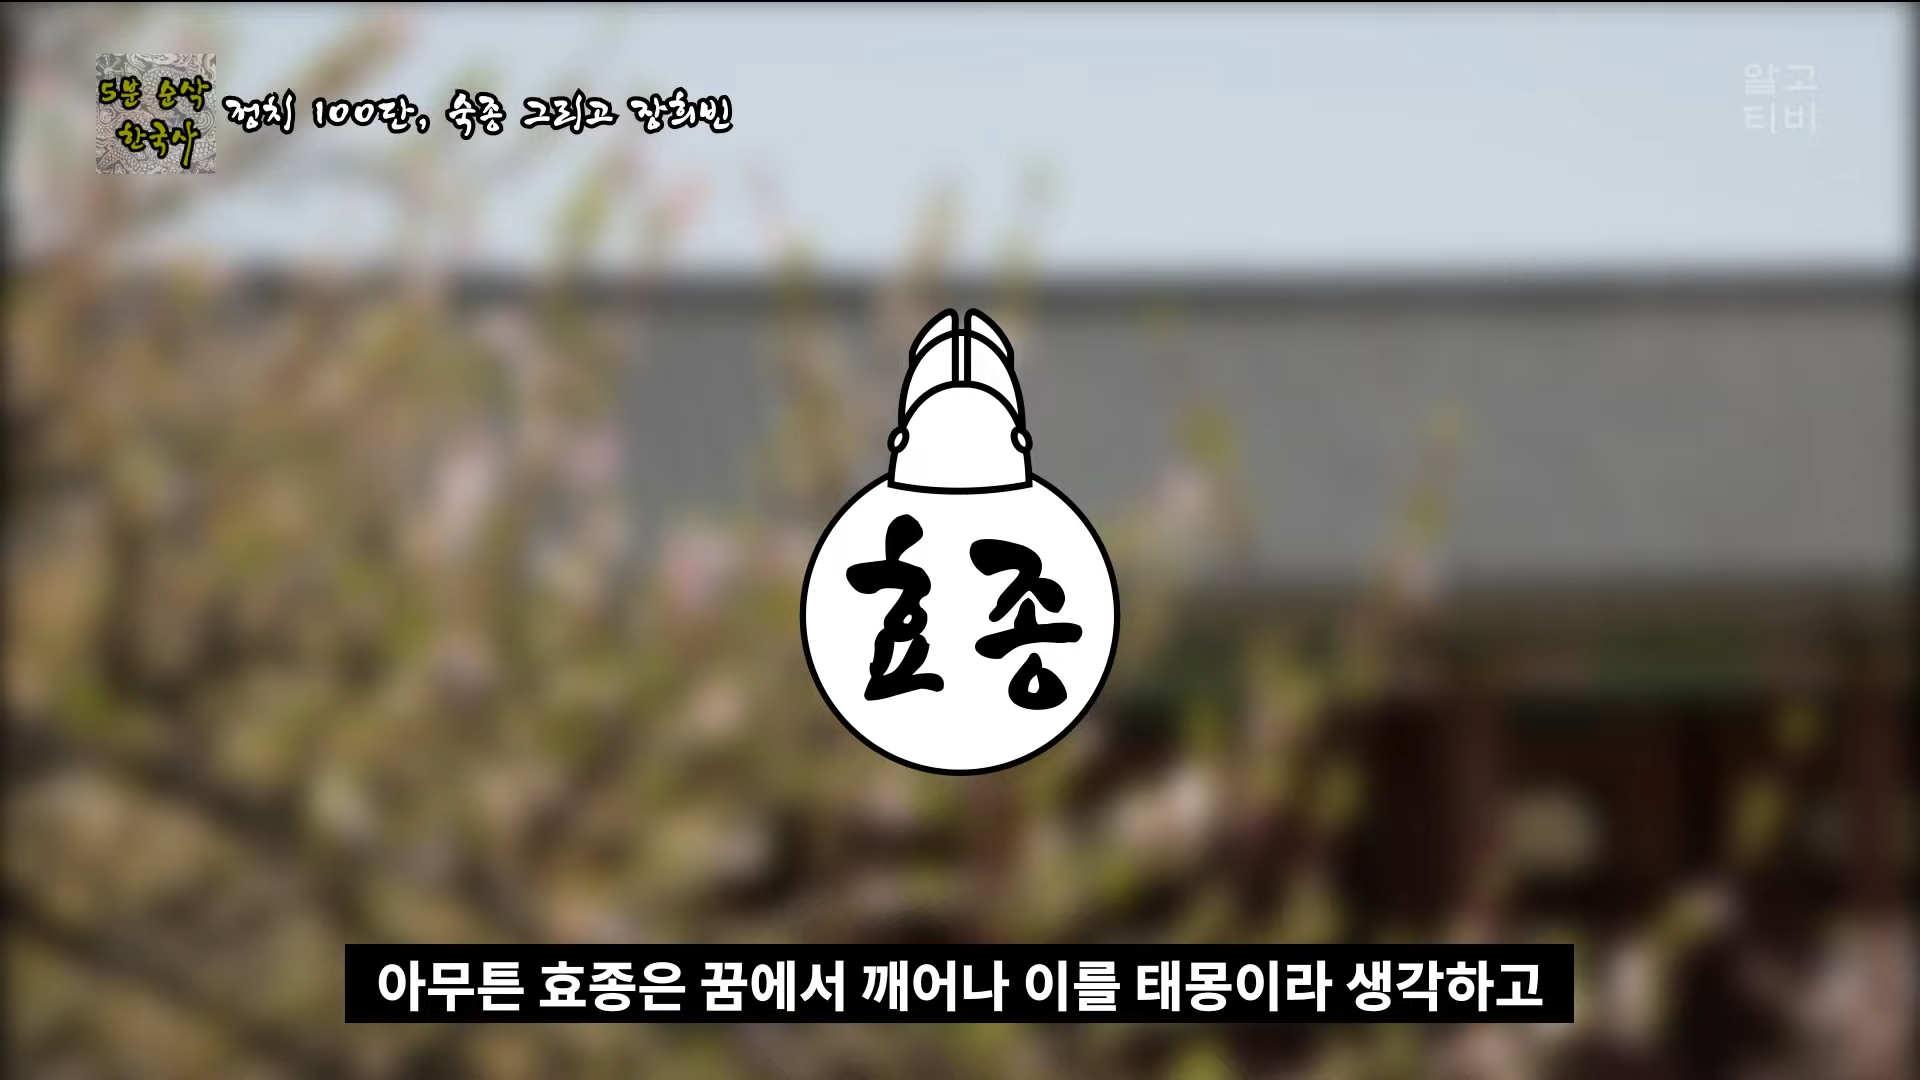 5분 순삭
한국사
정치 100단, 숙종 그리고 장희빈
알고
티비
효종
아무튼 효종은 꿈에서 깨어나 이를 태몽이라 생각하고